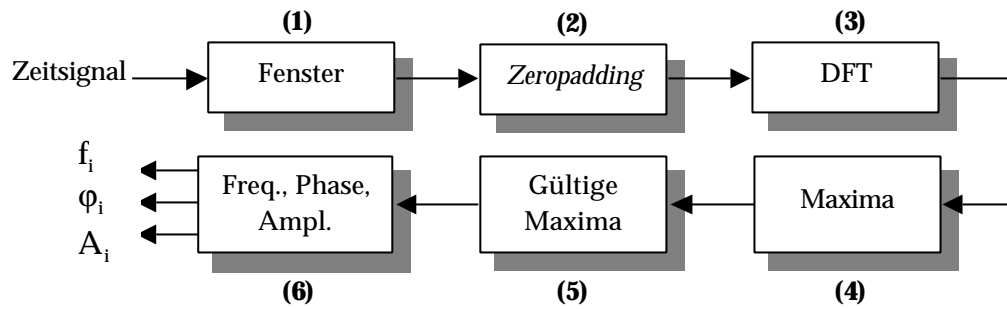 (1)
(2)
(3)
Zeitsignal
Fenster
Zeropadding
DFT
f_i
φ_i
A_i
Freq., Phase,
Ampl.
Gültige
Maxima
Maxima
(6)
(5)
(4)